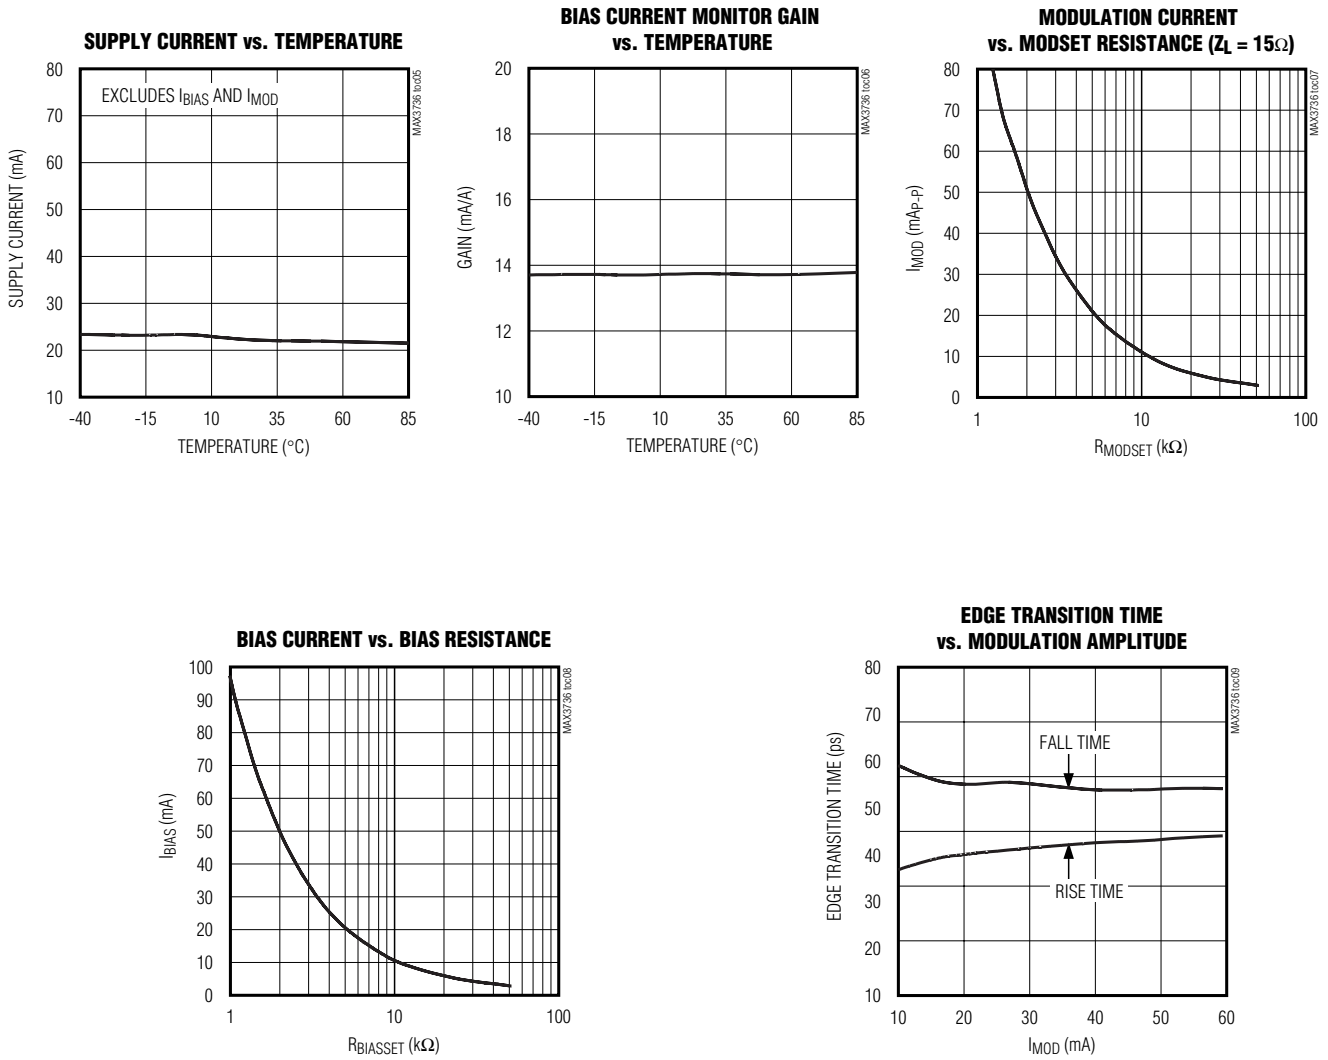 SUPPLY CURRENT vs. TEMPERATURE
EXCLUDES IBIAS AND IMOD
MAX3736 toc05
SUPPLY CURRENT (mA)
80
70
60
50
40
30
20
10
-40 -15 10 35 60 85
TEMPERATURE (°C)
BIAS CURRENT MONITOR GAIN
vs. TEMPERATURE
MAX3736 toc06
GAIN (mA/A)
20
18
16
14
12
10
-40 -15 10 35 60 85
TEMPERATURE (°C)
MODULATION CURRENT
vs. MODSET RESISTANCE (ZL = 15Ω)
MAX3736 toc07
IMOD (mAP-P)
80
70
60
50
40
30
20
10
0
1 10 100
RMODSET (kΩ)
BIAS CURRENT vs. BIAS RESISTANCE
MAX3736 toc08
IBIAS (mA)
100
90
80
70
60
50
40
30
20
10
0
1 10 100
RBIASSET (kΩ)
EDGE TRANSITION TIME
vs. MODULATION AMPLITUDE
MAX3736 toc09
EDGE TRANSITION TIME (ps)
80
70
60
50
40
30
20
10
FALL TIME
RISE TIME
10 20 30 40 50 60
IMOD (mA)